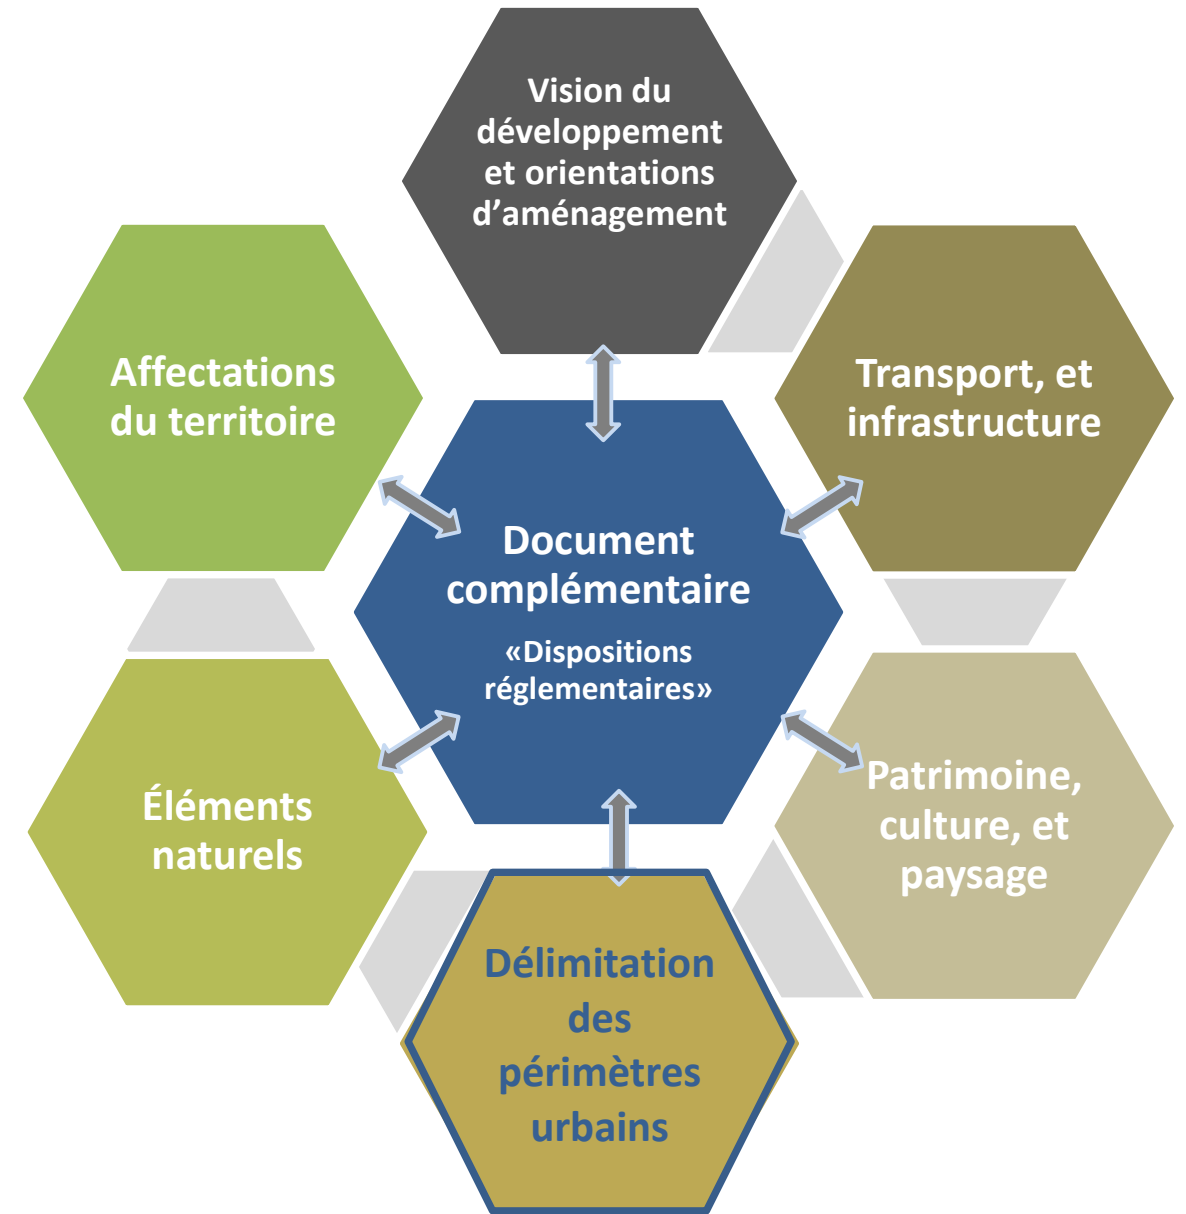 Vision du
développement
et orientations
d’aménagement
Affectations
du territoire
Transport, et
infrastructure
Document
complémentaire
«Dispositions
réglementaires»
Éléments
naturels
Patrimoine,
culture, et
paysage
Délimitation
des
périmètres
urbains